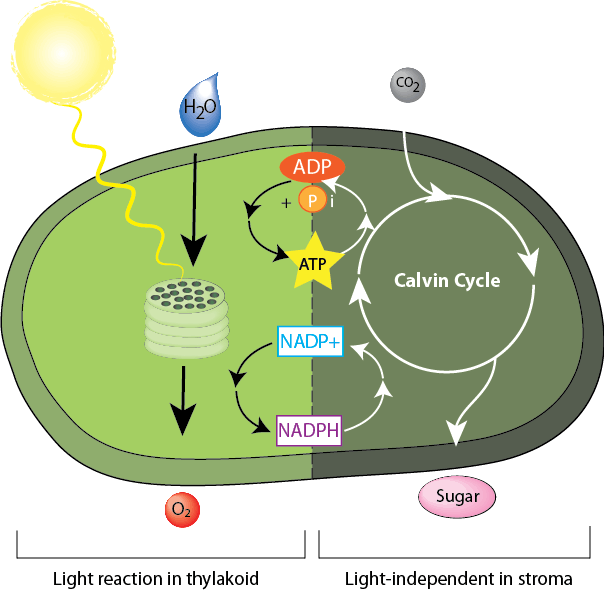 H2O
CO2
ADP
+ P i
ATP
Calvin Cycle
NADP+
NADPH
O2
Sugar
Light reaction in thylakoid
Light-independent in stroma